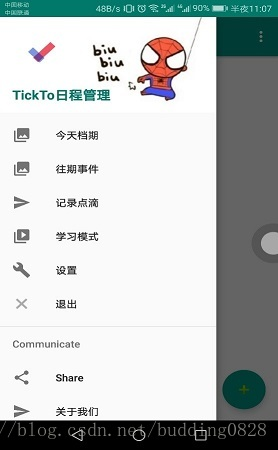 中国移动
中国联通
48B/s 90% 半夜11:07
biu
biu
biu
TickTo日程管理
今天档期
往期事件
记录点滴
学习模式
设置
退出
Communicate
Share
关于我们
//blog.csdn.net/budding0828